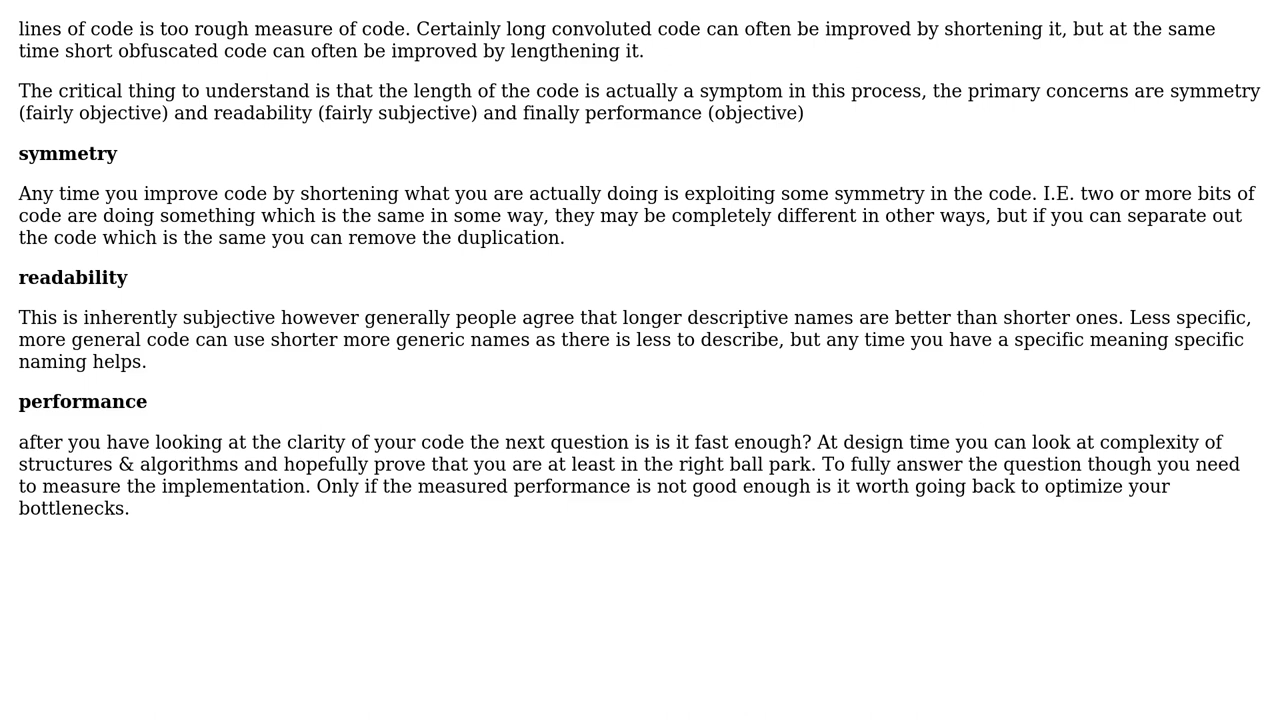 lines of code is too rough measure of code. Certainly long convoluted code can often be improved by shortening it, but at the same
time short obfuscated code can often be improved by lengthening it.
The critical thing to understand is that the length of the code is actually a symptom in this process, the primary concerns are symmetry
(fairly objective) and readability (fairly subjective) and finally performance (objective)
symmetry
Any time you improve code by shortening what you are actually doing is exploiting some symmetry in the code. I.E. two or more bits of
code are doing something which is the same in some way, they may be completely different in other ways, but if you can separate out
the code which is the same you can remove the duplication.
readability
This is inherently subjective however generally people agree that longer descriptive names are better than shorter ones. Less specific,
more general code can use shorter more generic names as there is less to describe, but any time you have a specific meaning specific
naming helps.
performance
after you have looking at the clarity of your code the next question is is it fast enough? At design time you can look at complexity of
structures & algorithms and hopefully prove that you are at least in the right ball park. To fully answer the question though you need
to measure the implementation. Only if the measured performance is not good enough is it worth going back to optimize your
bottlenecks.